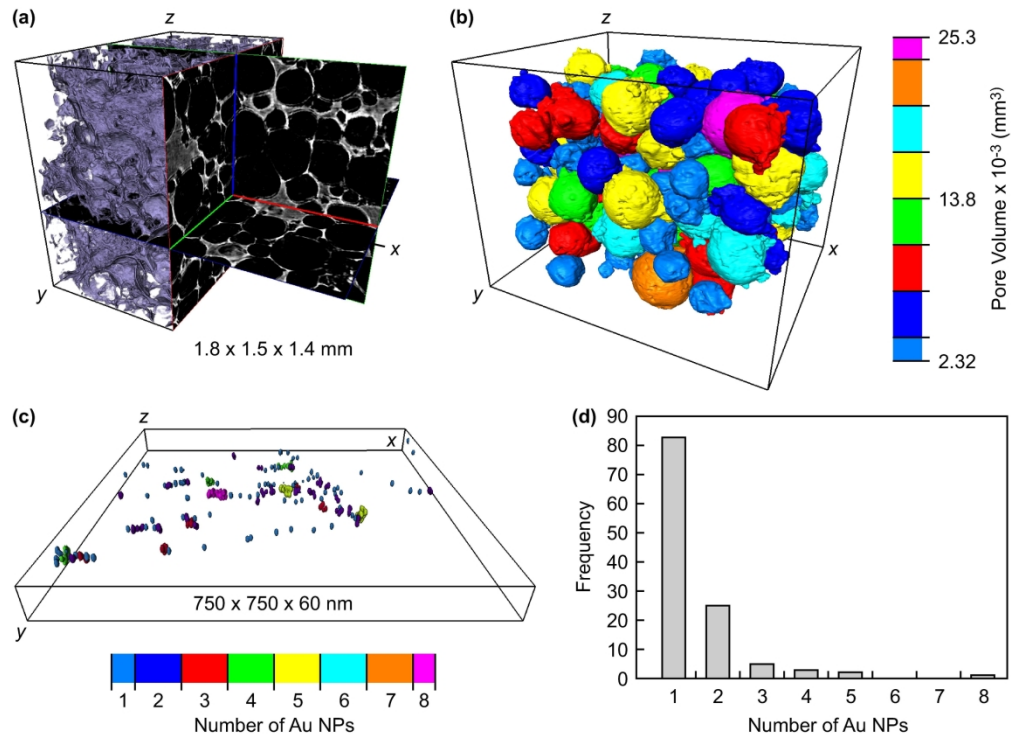 (a)
z
x
y
1.8 x 1.5 x 1.4 mm
(b)
z
x
y
25.3
13.8
2.32
Pore Volume x 10⁻³ (mm³)
(c)
z
x
y
750 x 750 x 60 nm
1 2 3 4 5 6 7 8
Number of Au NPs
(d)
90
80
70
60
50
40
30
20
10
0
Frequency
1 2 3 4 5 6 7 8
Number of Au NPs